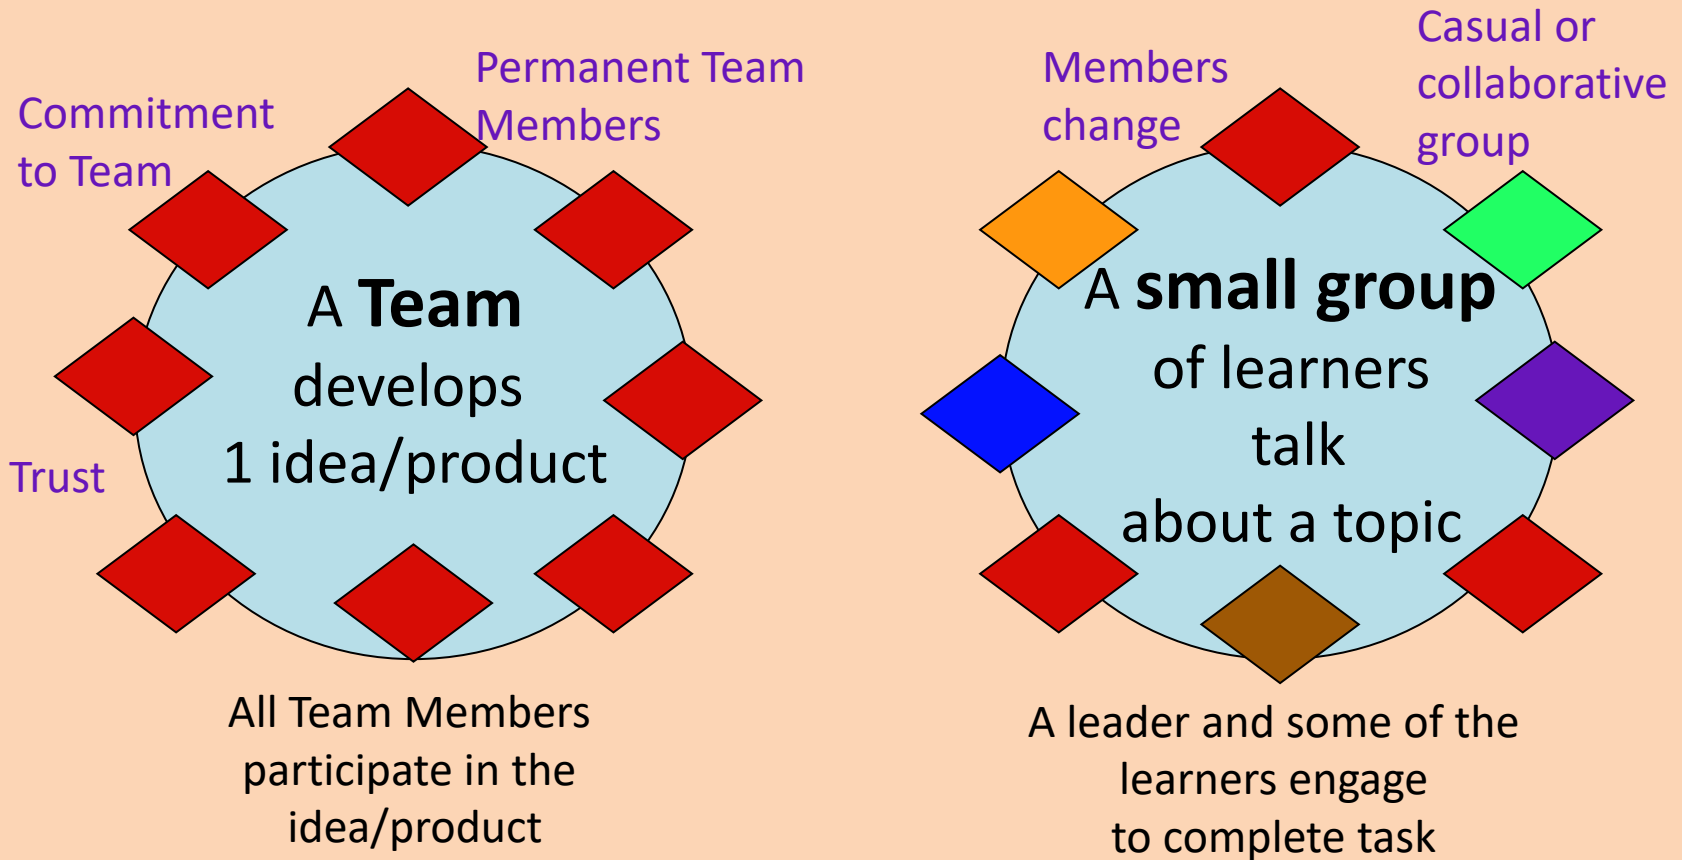 Commitment
to Team
Permanent Team
Members
Trust
A Team
develops
1 idea/product
All Team Members
participate in the
idea/product
Members
change
Casual or
collaborative
group
A small group
of learners
talk
about a topic
A leader and some of the
learners engage
to complete task